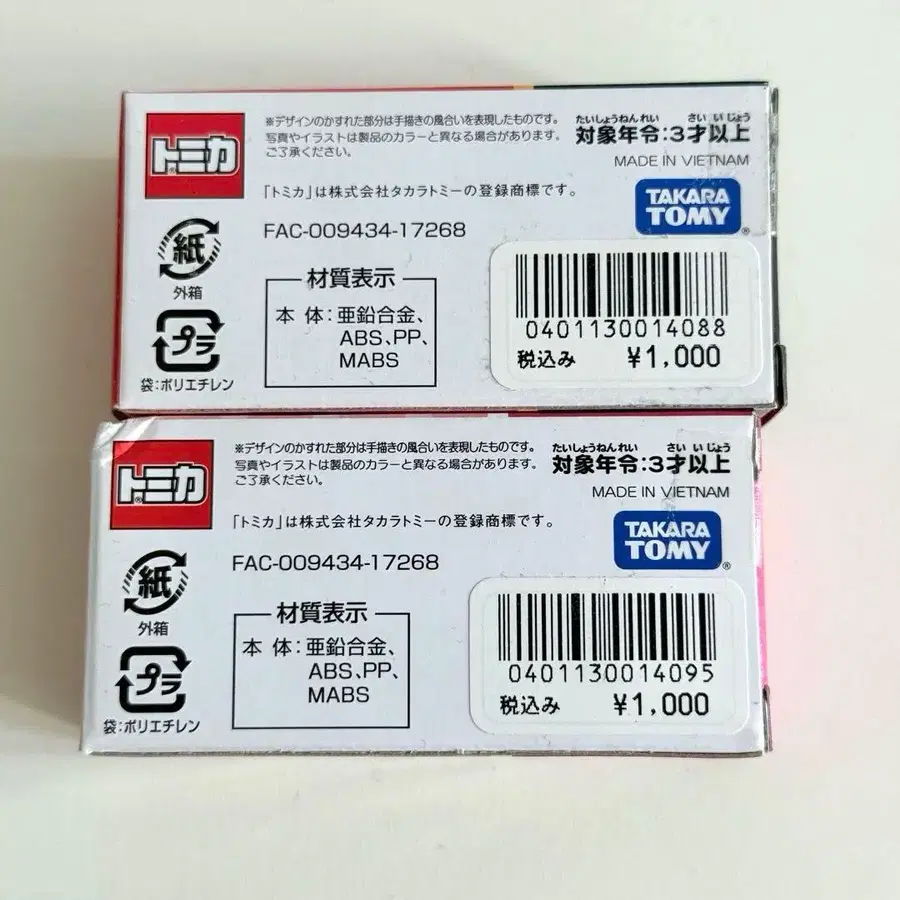 トミカ®
※デザインのかすれた部分は手描きの風合いを表現したものです。
写真やイラストは製品のカラーと異なる場合があります。
ご了承ください。
たいしょうねんれい さいいじょう
対象年令:3才以上
MADE IN VIETNAM
「トミカ」は株式会社タカラトミーの登録商標です。
TAKARA
TOMY®
FAC-009434-17268
紙
外箱
プラ
袋:ポリエチレン
材質表示
本体:亜鉛合金、
ABS、PP、
MABS
0401130014088
税込み ¥1,000
トミカ®
※デザインのかすれた部分は手描きの風合いを表現したものです。
写真やイラストは製品のカラーと異なる場合があります。
ご了承ください。
たいしょうねんれい さいいじょう
対象年令:3才以上
MADE IN VIETNAM
「トミカ」は株式会社タカラトミーの登録商標です。
TAKARA
TOMY®
FAC-009434-17268
紙
外箱
プラ
袋:ポリエチレン
材質表示
本体:亜鉛合金、
ABS、PP、
MABS
0401130014095
税込み ¥1,000